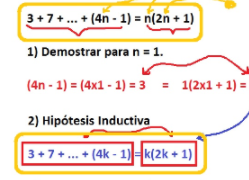 3 + 7 + ... + (4n - 1) = n(2n + 1)
1) Demostrar para n = 1.
(4n - 1) = (4x1 - 1) = 3 = 1(2x1 + 1) =
2) Hipótesis Inductiva
3 + 7 + ... + (4k - 1) = k(2k + 1)